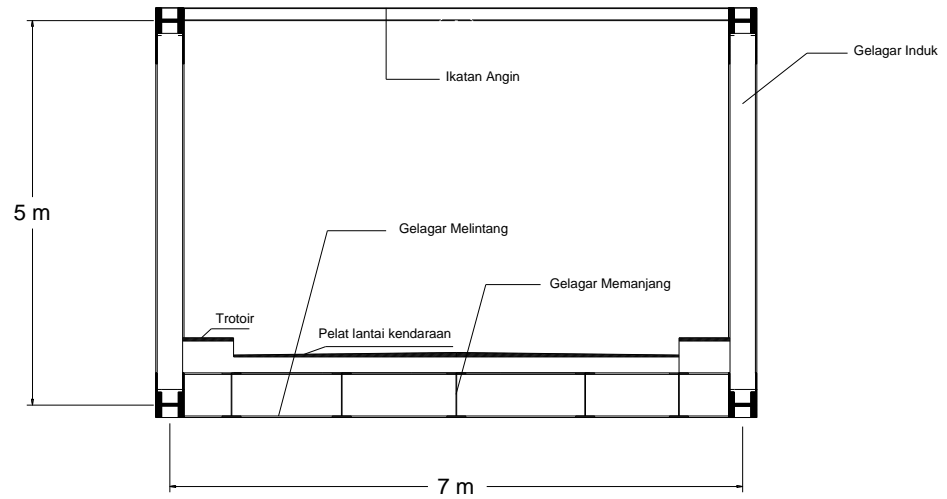 Ikatan Angin
Gelagar Induk
5 m
Gelagar Melintang
Gelagar Memanjang
Trotoir
Pelat lantai kendaraan
7 m